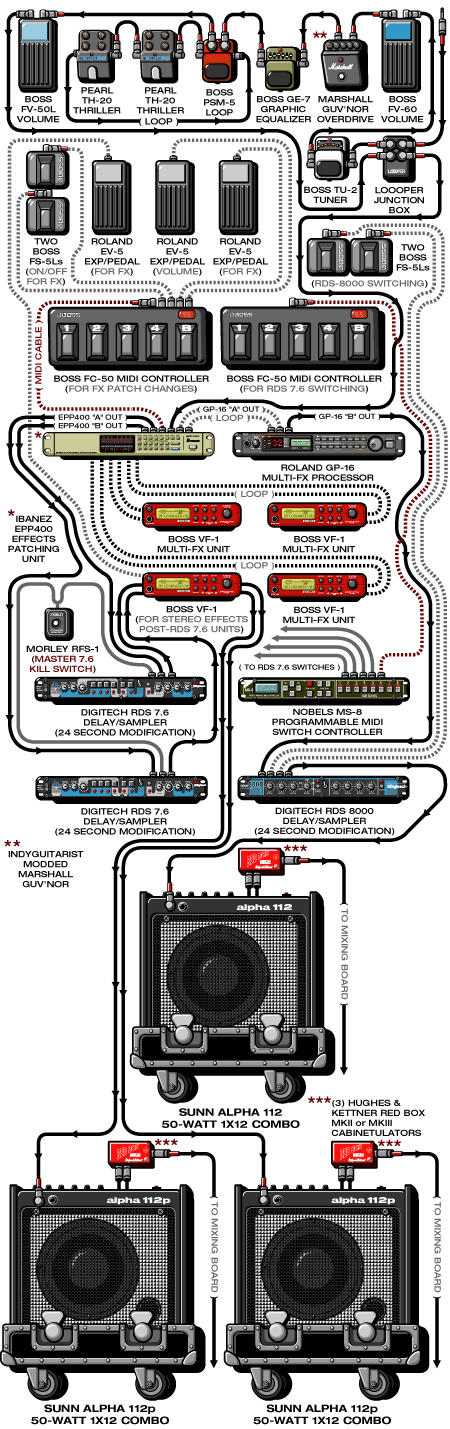 **
Marshall
BOSS
FV-50L
VOLUME
PEARL
TH-20
THRILLER
PEARL
TH-20
THRILLER
( LOOP )
BOSS
PSM-5
LOOP
BOSS GE-7
GRAPHIC
EQUALIZER
MARSHALL
GUV'NOR
OVERDRIVE
BOSS
FV-60
VOLUME
BOSS TU-2
TUNER
LOOPER
LOOOPER
JUNCTION
BOX
TWO
BOSS
FS-5Ls
(ON/OFF
FOR FX)
ROLAND
EV-5
EXP/PEDAL
(FOR FX)
ROLAND
EV-5
EXP/PEDAL
(VOLUME)
ROLAND
EV-5
EXP/PEDAL
(FOR FX)
TWO
BOSS
FS-5Ls
(RDS-8000 SWITCHING)
( MIDI CABLE )
BOSS
1 2 3 4 B
BOSS
1 2 3 4 B
BOSS FC-50 MIDI CONTROLLER
(FOR FX PATCH CHANGES)
BOSS FC-50 MIDI CONTROLLER
(FOR RDS 7.6 SWITCHING)
EPP400 "A" OUT
EPP400 "B" OUT
GP-16 "A" OUT
( LOOP )
GP-16 "B" OUT
*
ROLAND GP-16
MULTI-FX PROCESSOR
( LOOP )
BOSS VF-1
MULTI-FX UNIT
BOSS VF-1
MULTI-FX UNIT
*
IBANEZ
EPP400
EFFECTS
PATCHING
UNIT
( LOOP )
BOSS VF-1
(FOR STEREO EFFECTS
POST-RDS 7.6 UNITS)
BOSS VF-1
MULTI-FX UNIT
MORLEY RFS-1
(MASTER 7.6
KILL SWITCH)
( TO RDS 7.6 SWITCHES )
DIGITECH RDS 7.6
DELAY/SAMPLER
(24 SECOND MODIFICATION)
NOBELS MS-8
PROGRAMMABLE MIDI
SWITCH CONTROLLER
DIGITECH RDS 7.6
DELAY/SAMPLER
(24 SECOND MODIFICATION)
DIGITECH RDS 8000
DELAY/SAMPLER
(24 SECOND MODIFICATION)
**
INDYGUITARIST
MODDED
MARSHALL
GUV'NOR
***
alpha 112
TO MIXING BOARD
SUNN ALPHA 112
50-WATT 1X12 COMBO
***(3) HUGHES &
KETTNER RED BOX
MKII or MKIII
CABINETULATORS
***
***
alpha 112p
TO MIXING BOARD
alpha 112p
TO MIXING BOARD
SUNN ALPHA 112p
50-WATT 1X12 COMBO
SUNN ALPHA 112p
50-WATT 1X12 COMBO